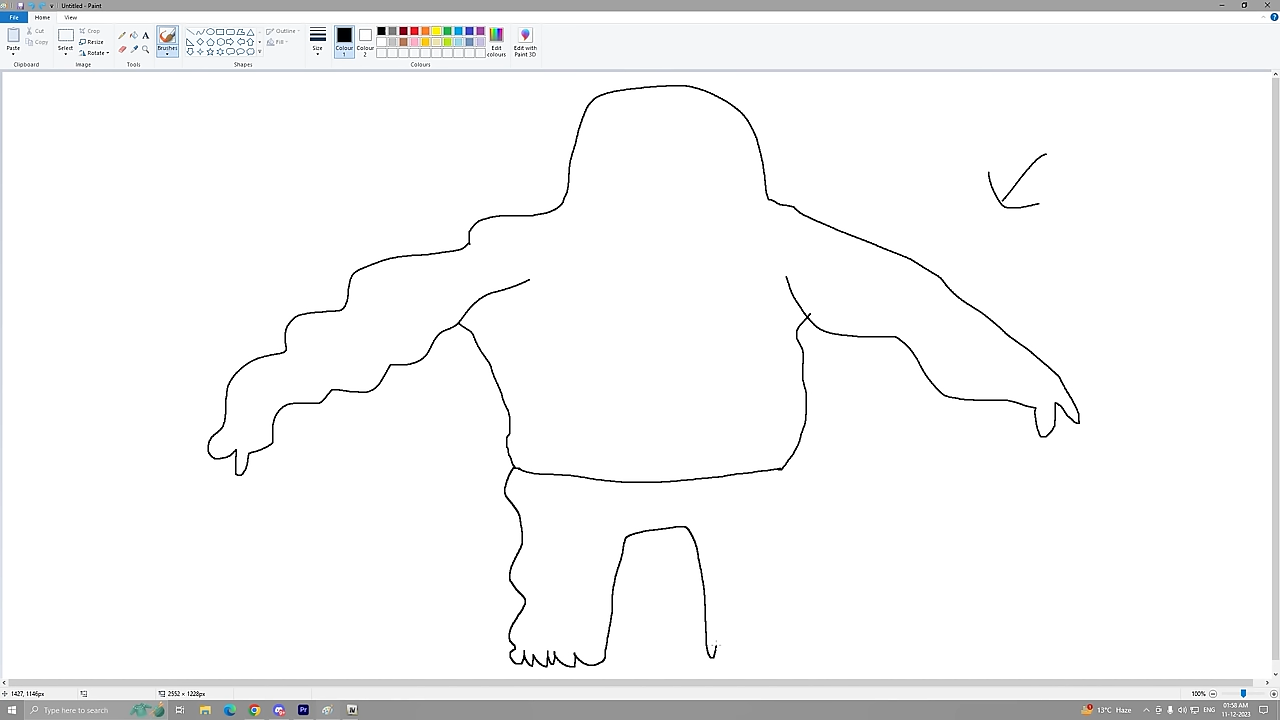 Untitled - Paint
File Home View
Paste
Cut
Copy
Clipboard
Select
Crop
Resize
Rotate
Image
Tools
Brushes
Shapes
Outline
Fill
Size
Colour 1
Colour 2
Edit colours
Edit with Paint 3D
Colours
1427, 1146px
2552 × 1228px
100%
Type here to search
13°C Haze
ENG
01:58 AM
11-12-2023